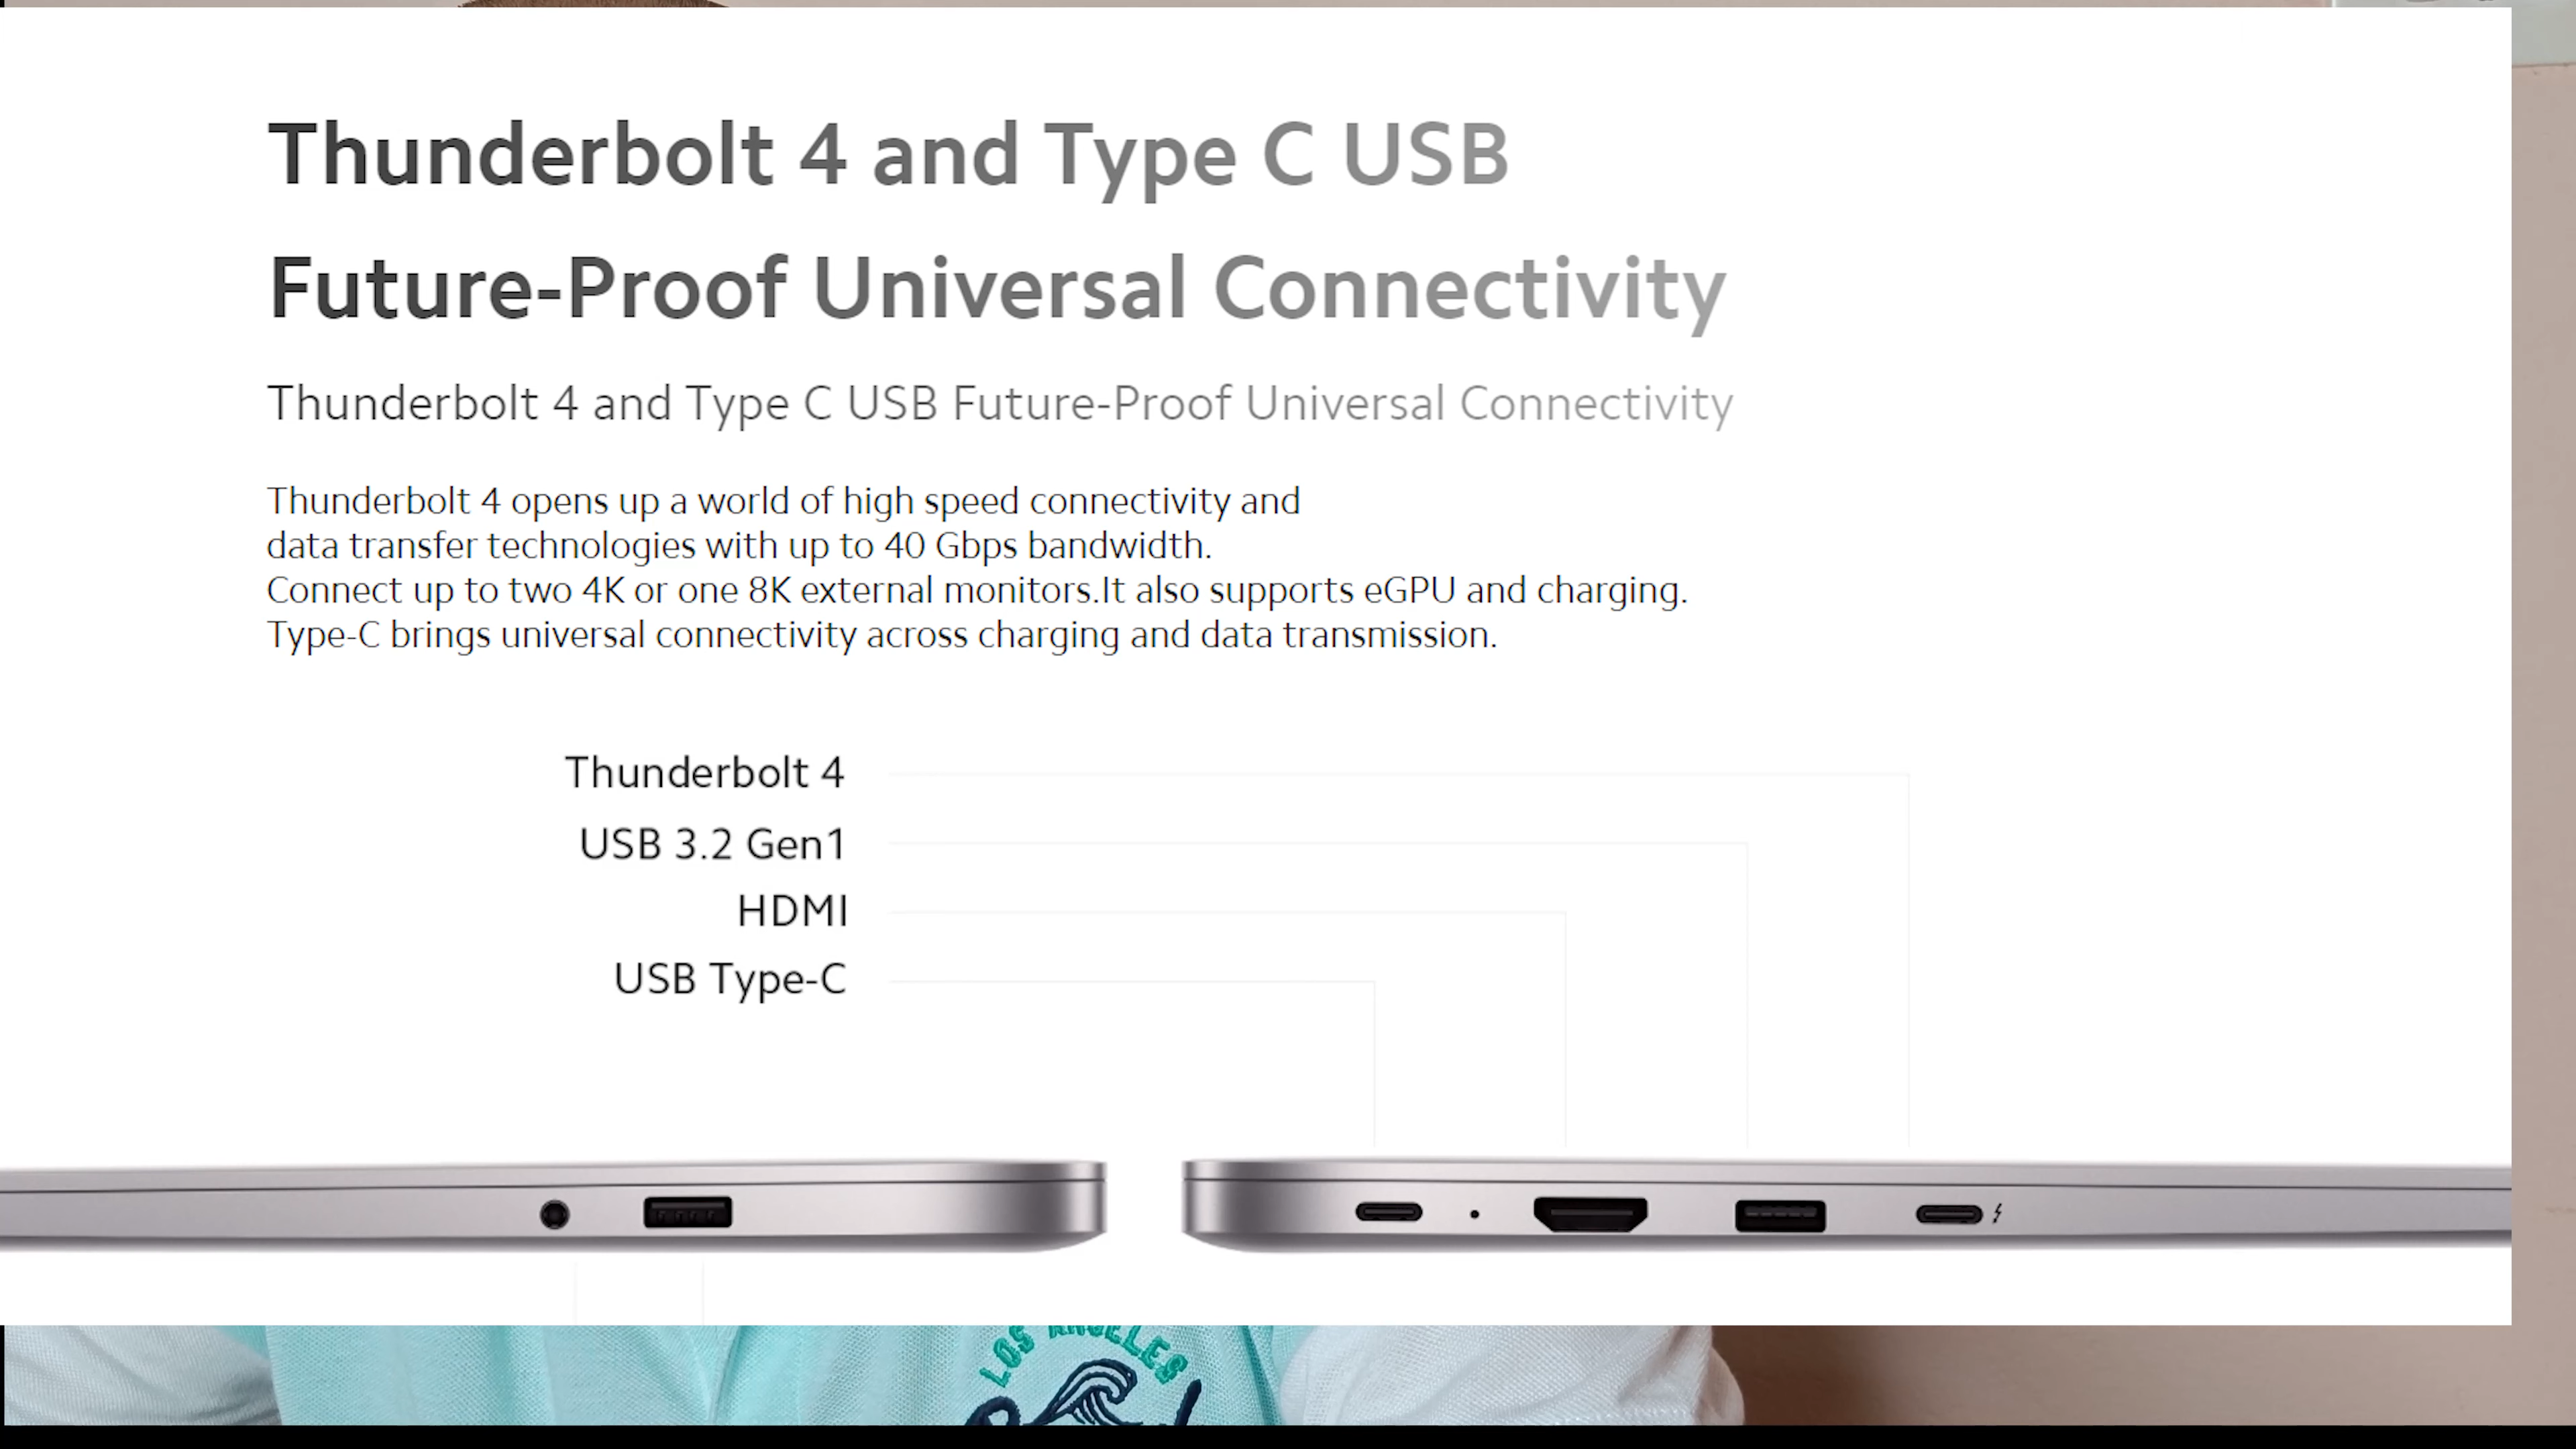 Thunderbolt 4 and Type C USB
Future-Proof Universal Connectivity
Thunderbolt 4 and Type C USB Future-Proof Universal Connectivity
Thunderbolt 4 opens up a world of high speed connectivity and
data transfer technologies with up to 40 Gbps bandwidth.
Connect up to two 4K or one 8K external monitors.It also supports eGPU and charging.
Type-C brings universal connectivity across charging and data transmission.
Thunderbolt 4
USB 3.2 Gen1
HDMI
USB Type-C
LOS ANGELES